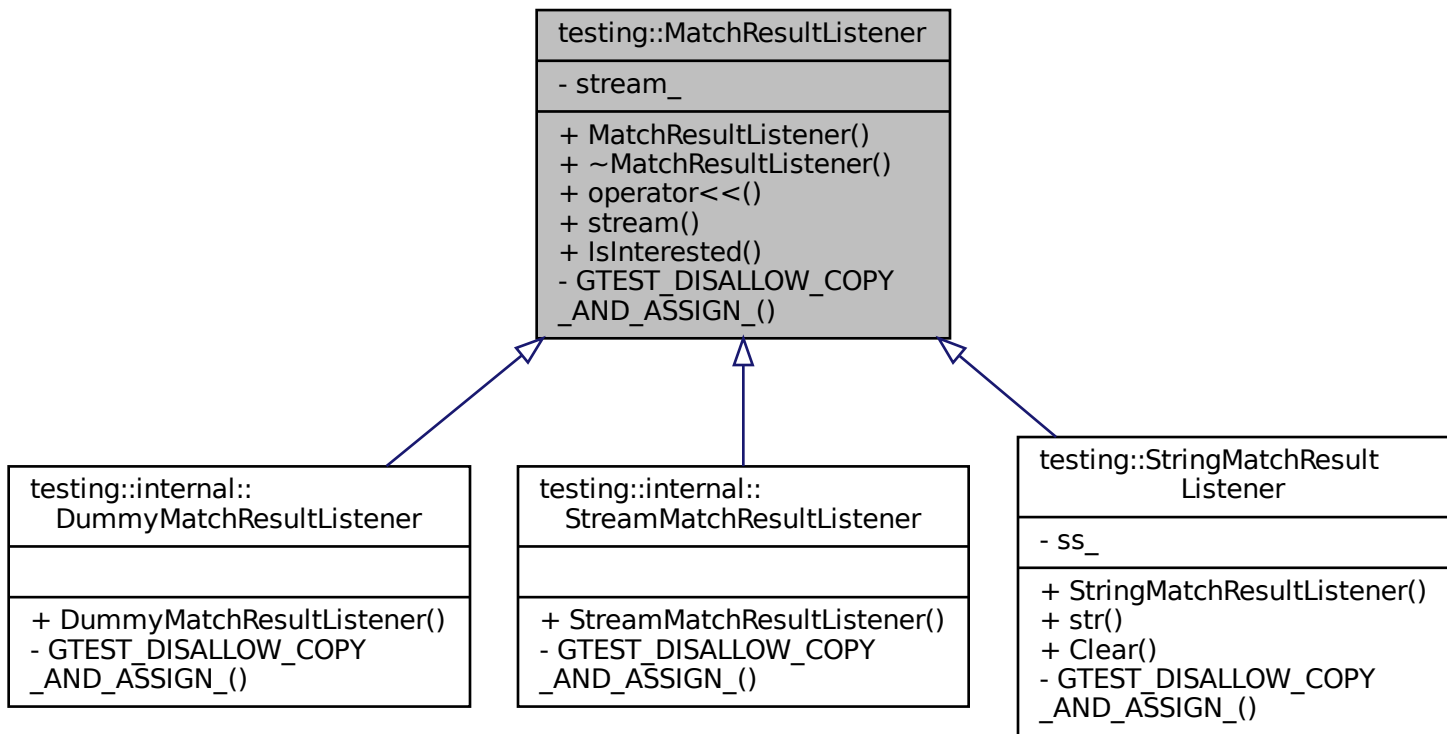 testing::MatchResultListener
- stream_
+ MatchResultListener()
+ ~MatchResultListener()
+ operator<<()
+ stream()
+ IsInterested()
- GTEST_DISALLOW_COPY
_AND_ASSIGN_()
testing::internal::
DummyMatchResultListener
+ DummyMatchResultListener()
- GTEST_DISALLOW_COPY
_AND_ASSIGN_()
testing::internal::
StreamMatchResultListener
+ StreamMatchResultListener()
- GTEST_DISALLOW_COPY
_AND_ASSIGN_()
testing::StringMatchResult
Listener
- ss_
+ StringMatchResultListener()
+ str()
+ Clear()
- GTEST_DISALLOW_COPY
_AND_ASSIGN_()